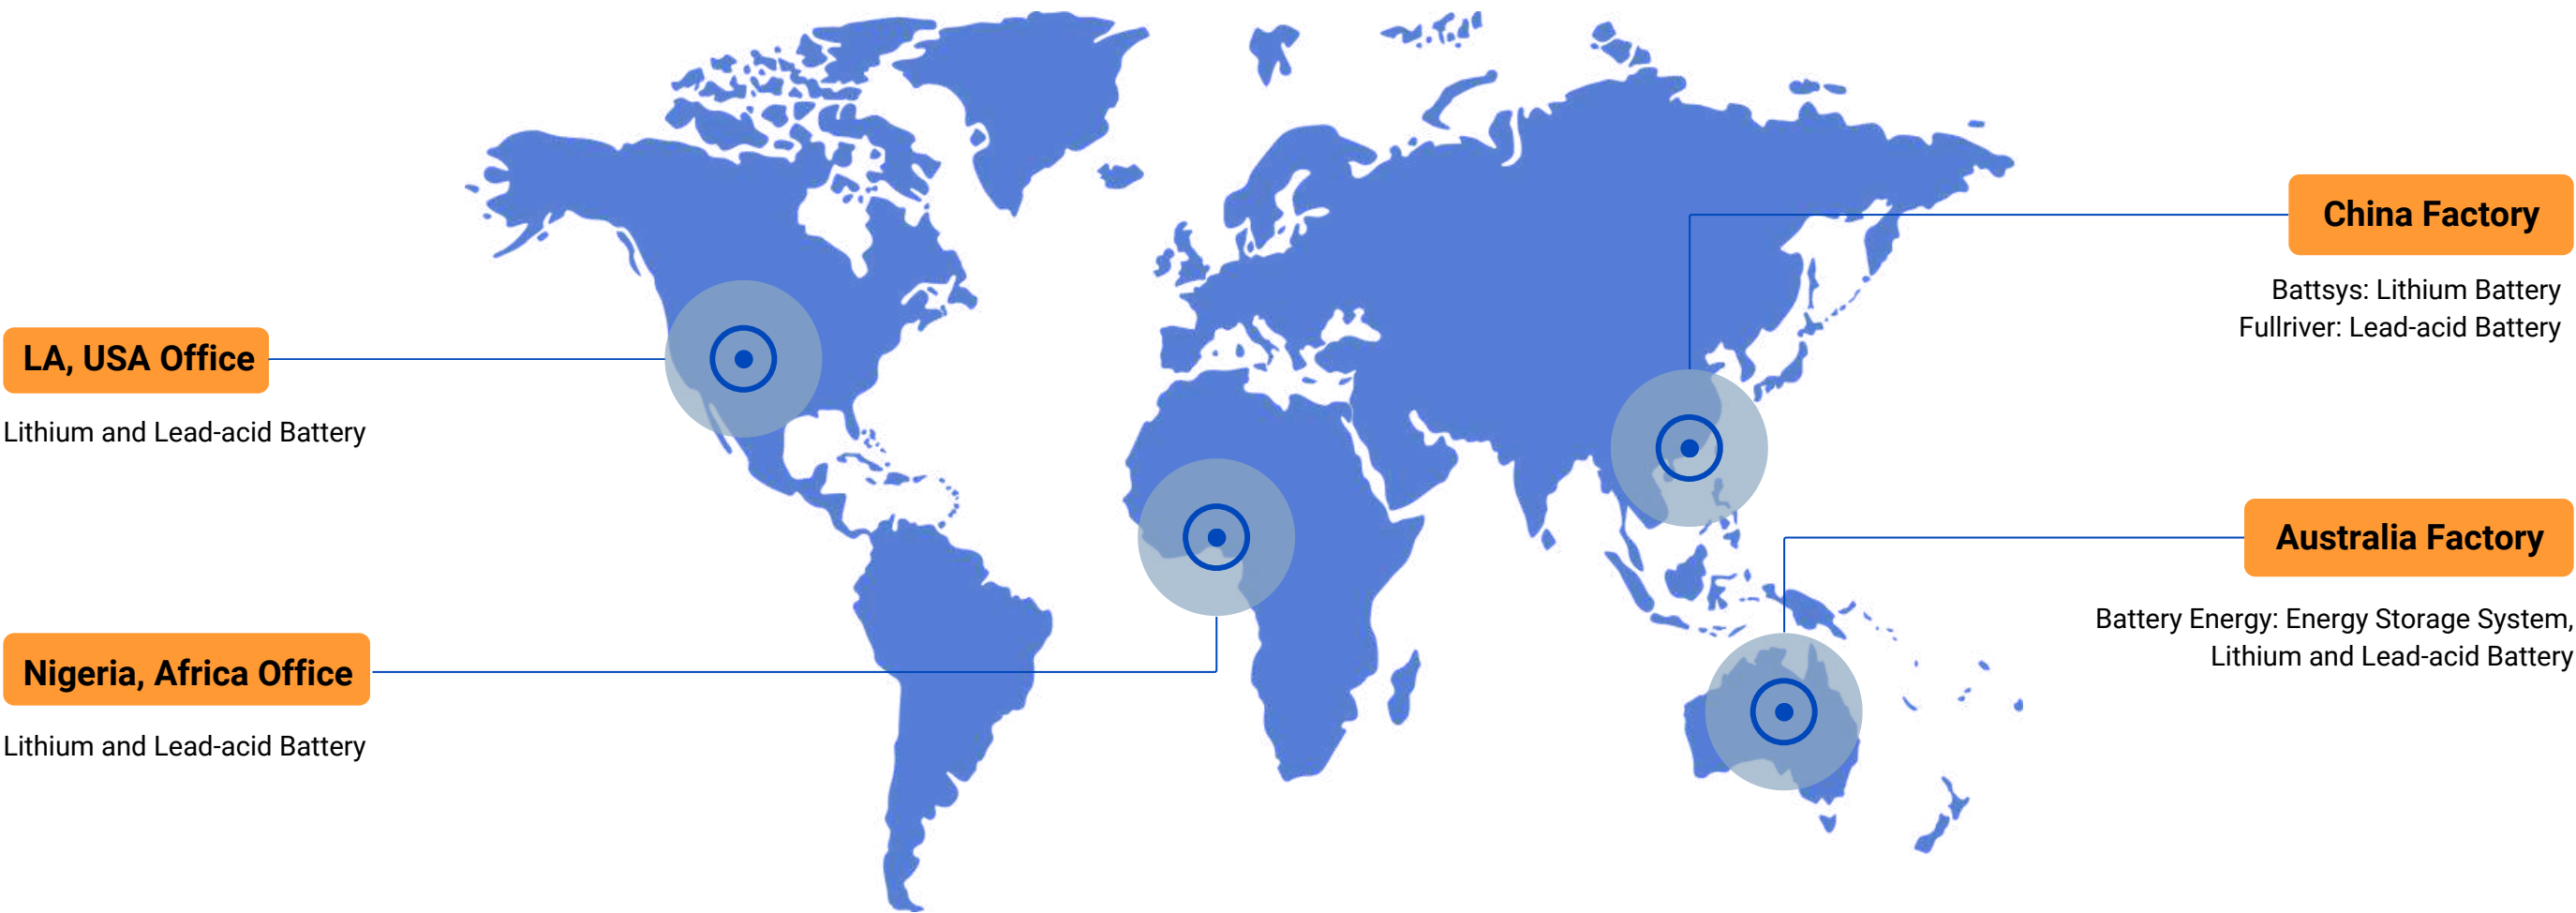 China Factory
Battsys: Lithium Battery
Fullriver: Lead-acid Battery
LA, USA Office
Lithium and Lead-acid Battery
Australia Factory
Battery Energy: Energy Storage System,
Lithium and Lead-acid Battery
Nigeria, Africa Office
Lithium and Lead-acid Battery